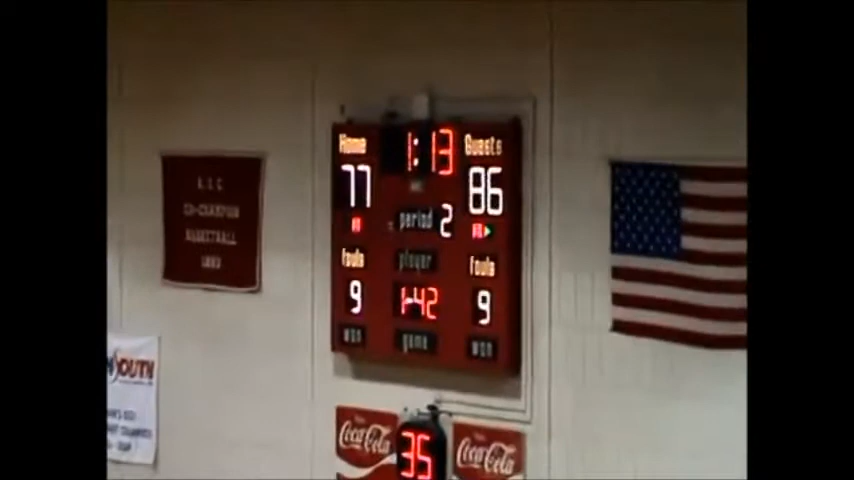 Home 1:13 Guests
77 86
period 2
fouls player fouls
9 1-42 9
won game won
CO-CHAMPION
BASKETBALL
SOUTH
Coca-Cola 35 Coca-Cola